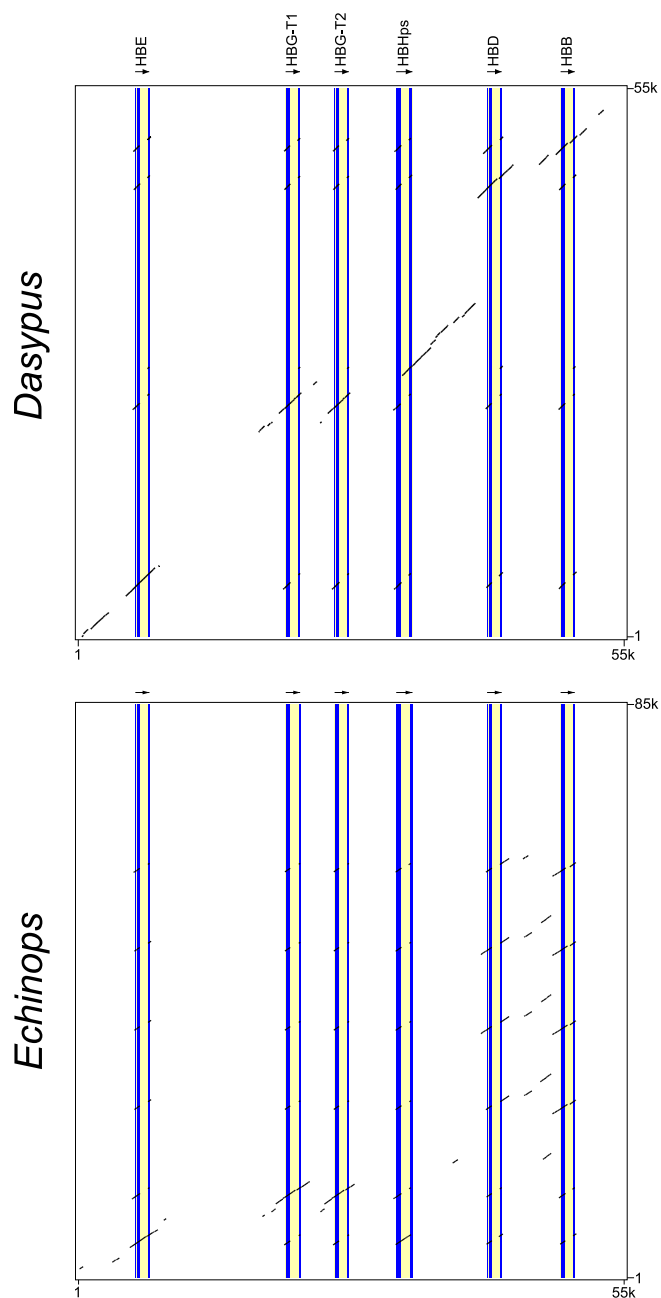 HBE
HBG-T1
HBG-T2
HBHps
HBD
HBB
55k
Dasypus
1
1
55k
85k
Echinops
1
1
55k